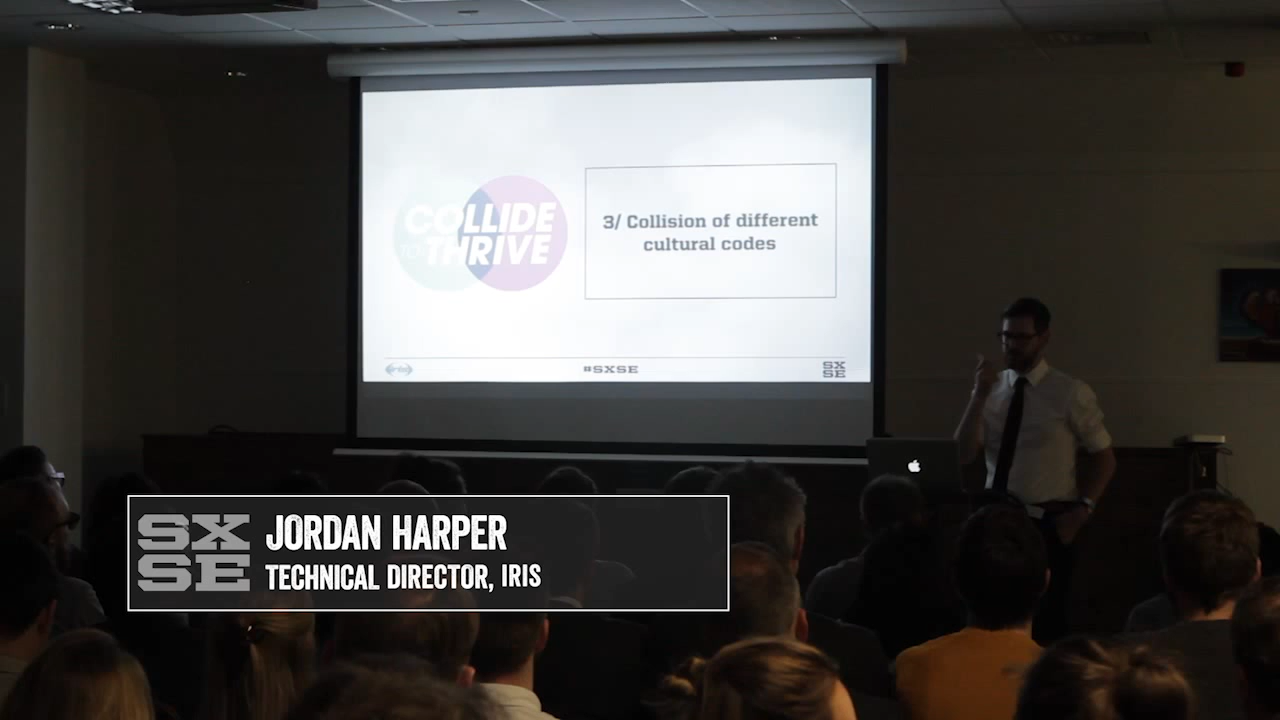 COLLIDE
TO THRIVE
3/ Collision of different
cultural codes
#SXSE
SX
SE
SX
SE
JORDAN HARPER
TECHNICAL DIRECTOR, IRIS